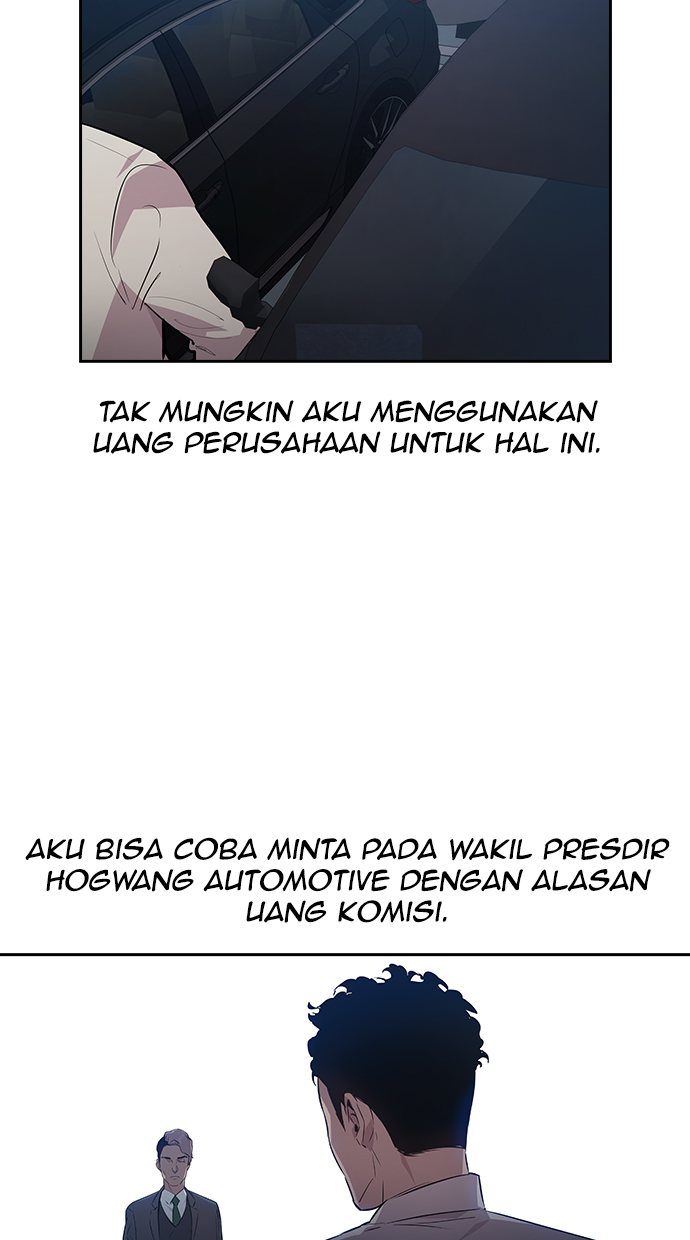 TAK MUNGKIN AKU MENGGUNAKAN
UANG PERUSAHAAN UNTUK HAL INI.
AKU BISA COBA MINTA PADA WAKIL PRESDIR
HOGWANG AUTOMOTIVE DENGAN ALASAN
UANG KOMISI.